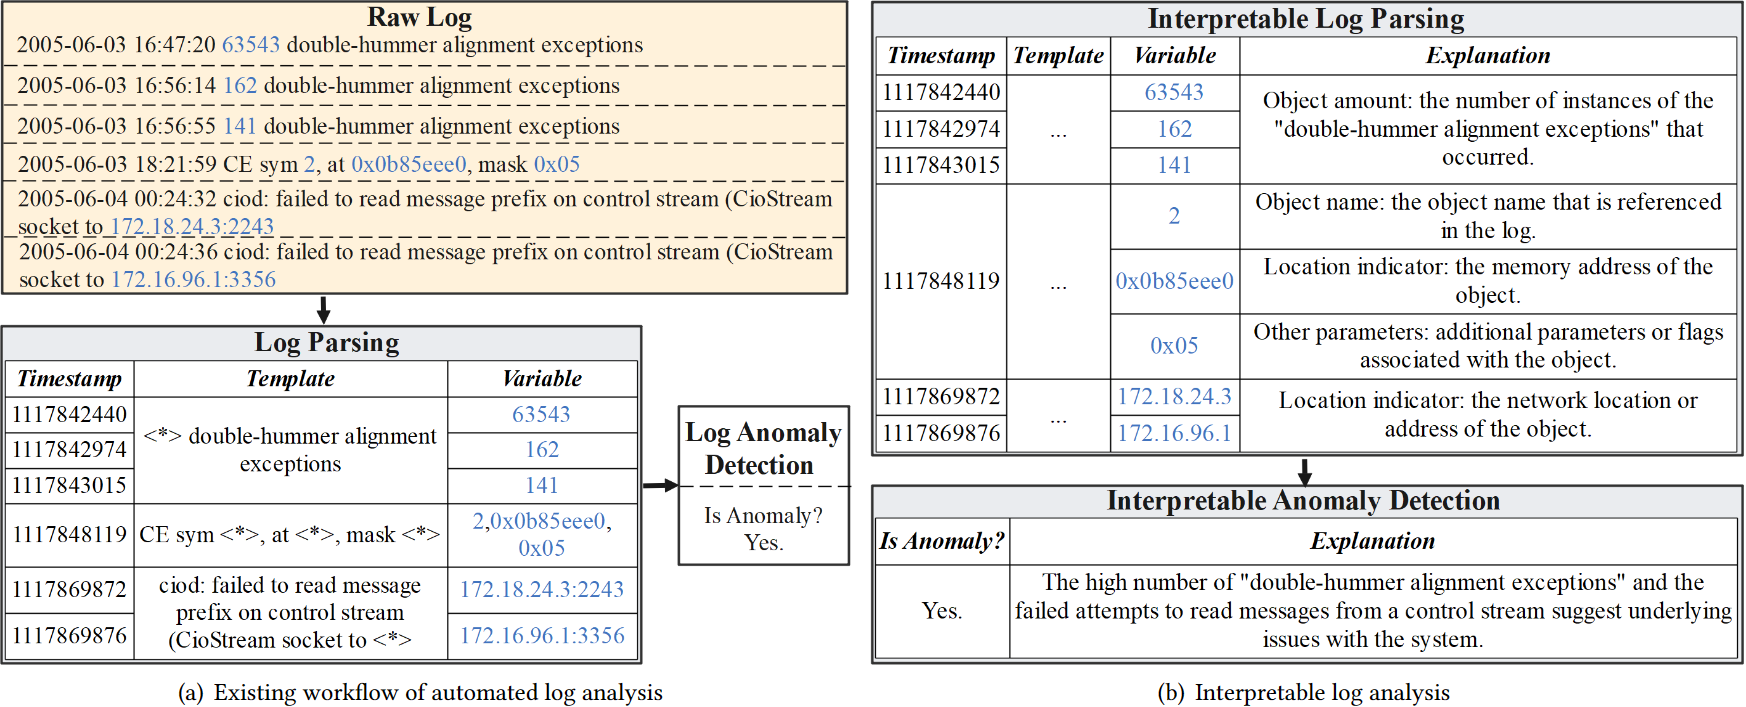 Raw Log
2005-06-03 16:47:20 63543 double-hummer alignment exceptions
2005-06-03 16:56:14 162 double-hummer alignment exceptions
2005-06-03 16:56:55 141 double-hummer alignment exceptions
2005-06-03 18:21:59 CE sym 2, at 0x0b85eee0, mask 0x05
2005-06-04 00:24:32 ciod: failed to read message prefix on control stream (CioStream
socket to 172.18.24.3:2243
2005-06-04 00:24:36 ciod: failed to read message prefix on control stream (CioStream
socket to 172.16.96.1:3356
Log Parsing
Timestamp Template Variable
1117842440 63543
<*> double-hummer alignment
1117842974 162
exceptions
1117843015 141
1117848119 CE sym <*>, at <*>, mask <*> 2,0x0b85eee0,
0x05
1117869872 ciod: failed to read message 172.18.24.3:2243
prefix on control stream
1117869876 (CioStream socket to <*> 172.16.96.1:3356
Log Anomaly
Detection
Is Anomaly?
Yes.
(a) Existing workflow of automated log analysis
Interpretable Log Parsing
Timestamp Template Variable Explanation
1117842440 63543 Object amount: the number of instances of the
1117842974 ... 162 "double-hummer alignment exceptions" that
1117843015 141 occurred.
2 Object name: the object name that is referenced
in the log.
1117848119 ... 0x0b85eee0 Location indicator: the memory address of the
object.
0x05 Other parameters: additional parameters or flags
associated with the object.
1117869872 ... 172.18.24.3 Location indicator: the network location or
1117869876 172.16.96.1 address of the object.
Interpretable Anomaly Detection
Is Anomaly? Explanation
Yes. The high number of "double-hummer alignment exceptions" and the
failed attempts to read messages from a control stream suggest underlying
issues with the system.
(b) Interpretable log analysis